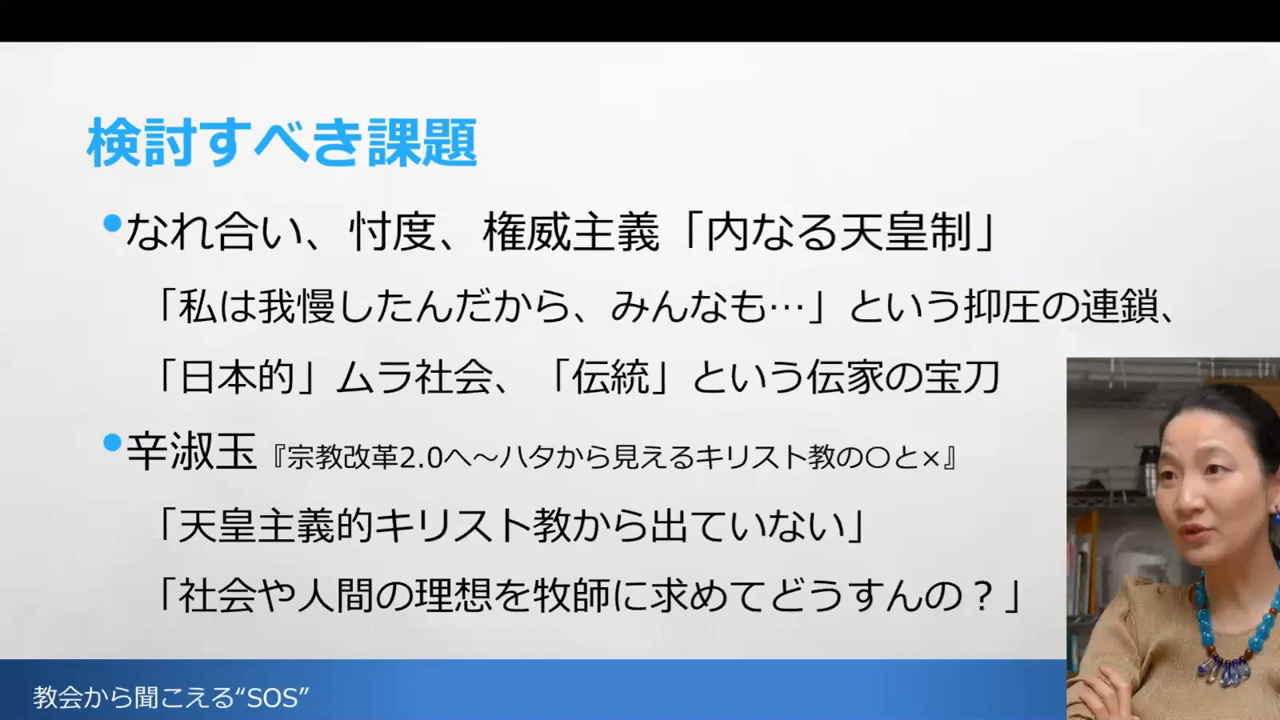 検討すべき課題
•なれ合い、忖度、権威主義「内なる天皇制」
「私は我慢したんだから、みんなも…」という抑圧の連鎖、
「日本的」ムラ社会、「伝統」という伝家の宝刀
•辛淑玉『宗教改革2.0へ～ハタから見えるキリスト教の〇と×』
「天皇主義的キリスト教から出ていない」
「社会や人間の理想を牧師に求めてどうすんの？」
教会から聞こえる“SOS”